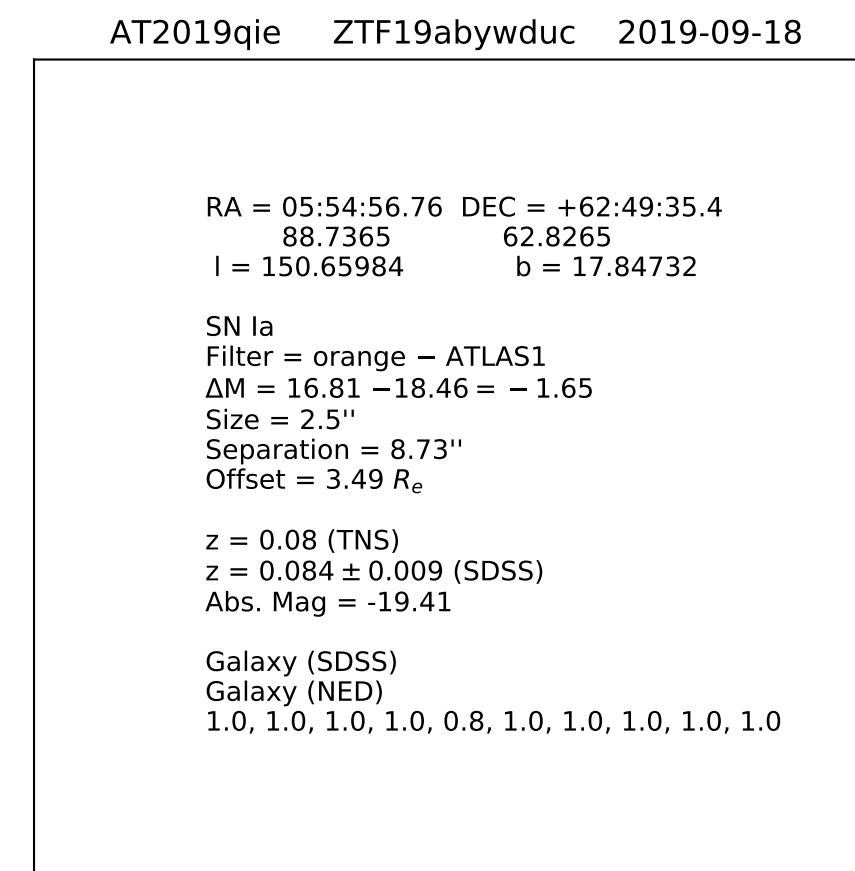 AT2019qie ZTF19abywduc 2019-09-18
RA = 05:54:56.76 DEC = +62:49:35.4
88.7365 62.8265
l = 150.65984 b = 17.84732
SN Ia
Filter = orange − ATLAS1
ΔM = 16.81 −18.46 = − 1.65
Size = 2.5''
Separation = 8.73''
Offset = 3.49 Re
z = 0.08 (TNS)
z = 0.084 ± 0.009 (SDSS)
Abs. Mag = -19.41
Galaxy (SDSS)
Galaxy (NED)
1.0, 1.0, 1.0, 1.0, 0.8, 1.0, 1.0, 1.0, 1.0, 1.0